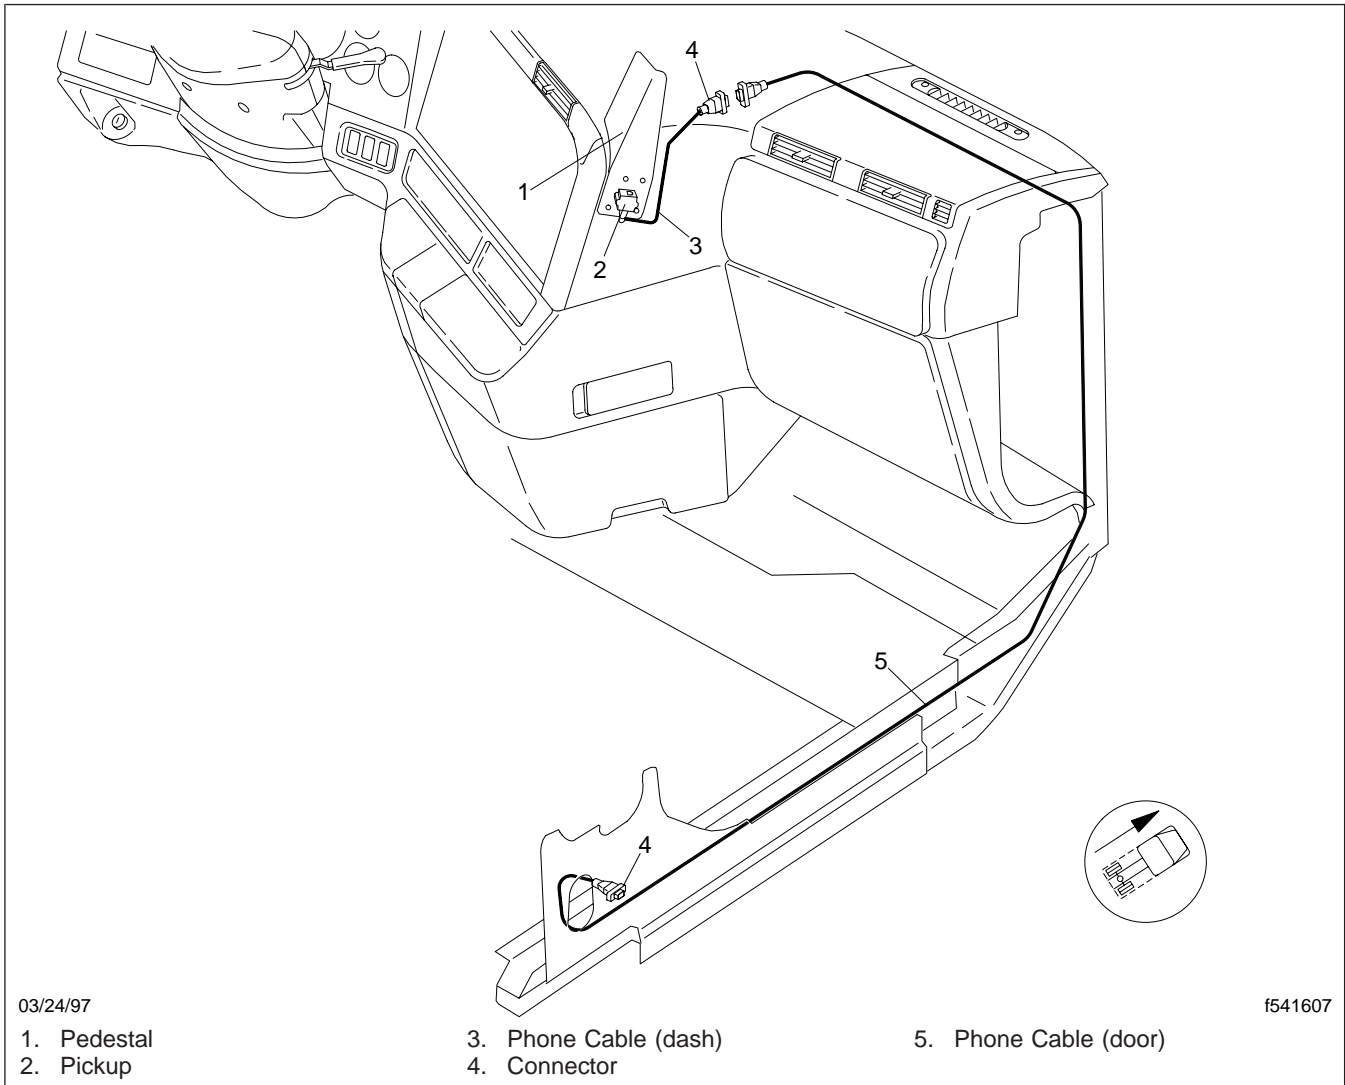 4
1
3
2
5
4
03/24/97
f541607
1. Pedestal
2. Pickup
3. Phone Cable (dash)
4. Connector
5. Phone Cable (door)